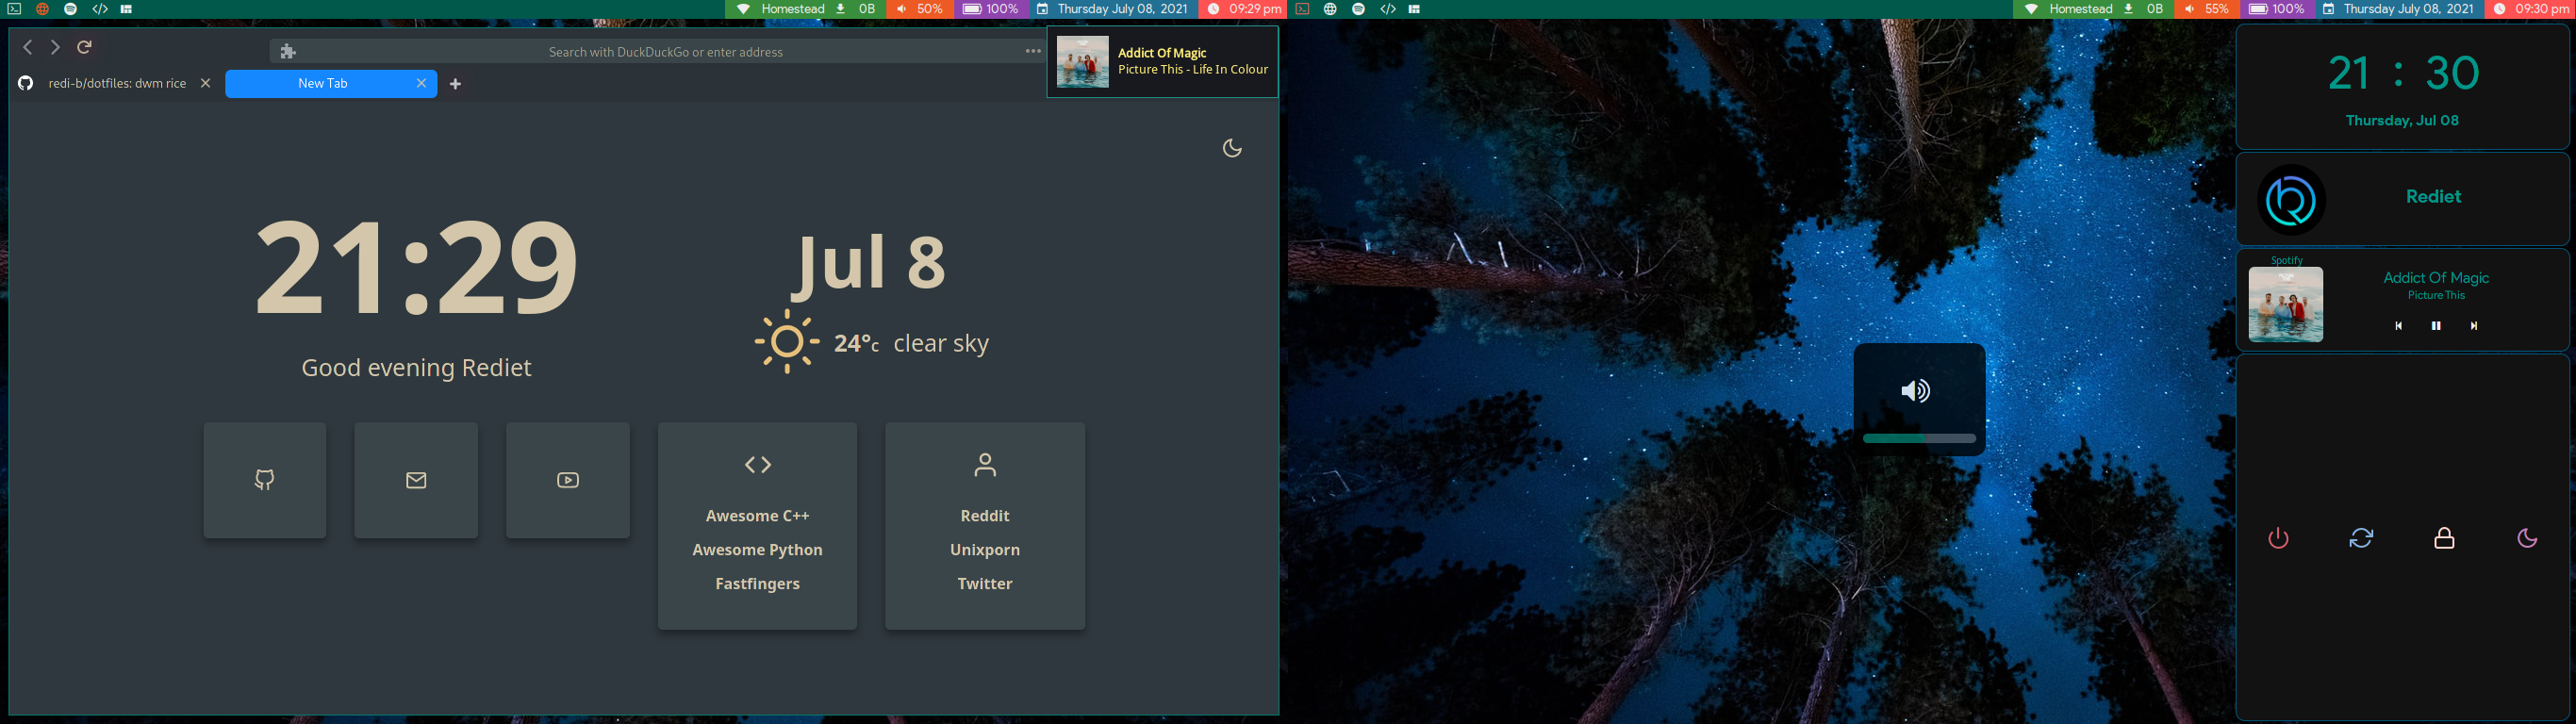 Homestead 0B 50% 100% Thursday July 08, 2021 09:29 pm
Search with DuckDuckGo or enter address
redi-b/dotfiles: dwm rice
New Tab
Addict Of Magic
Picture This - Life In Colour
21:29
Good evening Rediet
Jul 8
24°c clear sky
Awesome C++
Awesome Python
Fastfingers
Reddit
Unixporn
Twitter
Homestead 0B 55% 100% Thursday July 08, 2021 09:30 pm
21 : 30
Thursday, Jul 08
Rediet
Spotify
Addict Of Magic
Picture This